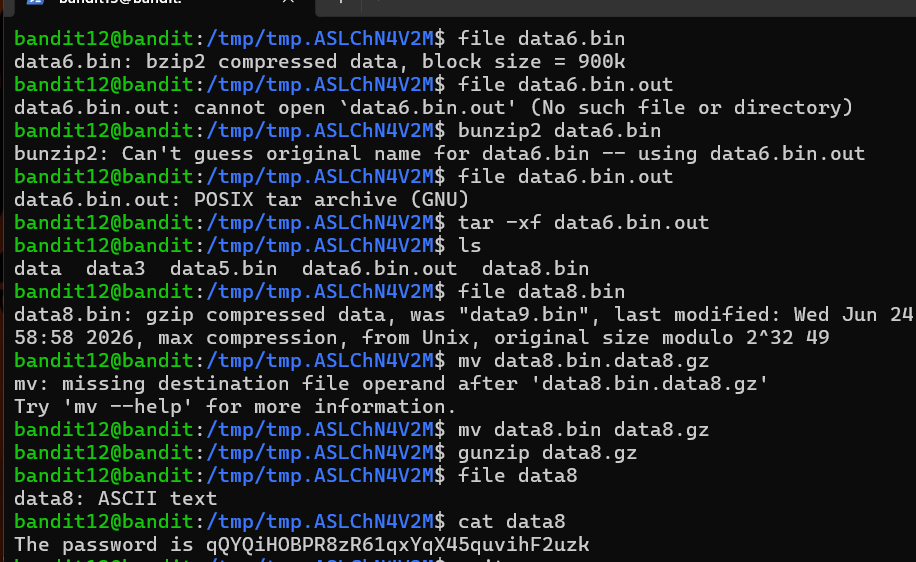 bandit12@bandit:/tmp/tmp.ASLChN4V2M$ file data6.bin
data6.bin: bzip2 compressed data, block size = 900k
bandit12@bandit:/tmp/tmp.ASLChN4V2M$ file data6.bin.out
data6.bin.out: cannot open `data6.bin.out' (No such file or directory)
bandit12@bandit:/tmp/tmp.ASLChN4V2M$ bunzip2 data6.bin
bunzip2: Can't guess original name for data6.bin -- using data6.bin.out
bandit12@bandit:/tmp/tmp.ASLChN4V2M$ file data6.bin.out
data6.bin.out: POSIX tar archive (GNU)
bandit12@bandit:/tmp/tmp.ASLChN4V2M$ tar -xf data6.bin.out
bandit12@bandit:/tmp/tmp.ASLChN4V2M$ ls
data  data3  data5.bin  data6.bin.out  data8.bin
bandit12@bandit:/tmp/tmp.ASLChN4V2M$ file data8.bin
data8.bin: gzip compressed data, was "data9.bin", last modified: Wed Jun 24
58:58 2026, max compression, from Unix, original size modulo 2^32 49
bandit12@bandit:/tmp/tmp.ASLChN4V2M$ mv data8.bin.data8.gz
mv: missing destination file operand after 'data8.bin.data8.gz'
Try 'mv --help' for more information.
bandit12@bandit:/tmp/tmp.ASLChN4V2M$ mv data8.bin data8.gz
bandit12@bandit:/tmp/tmp.ASLChN4V2M$ gunzip data8.gz
bandit12@bandit:/tmp/tmp.ASLChN4V2M$ file data8
data8: ASCII text
bandit12@bandit:/tmp/tmp.ASLChN4V2M$ cat data8
The password is qQYQiHOBPR8zR61qxYqX45quvihF2uzk